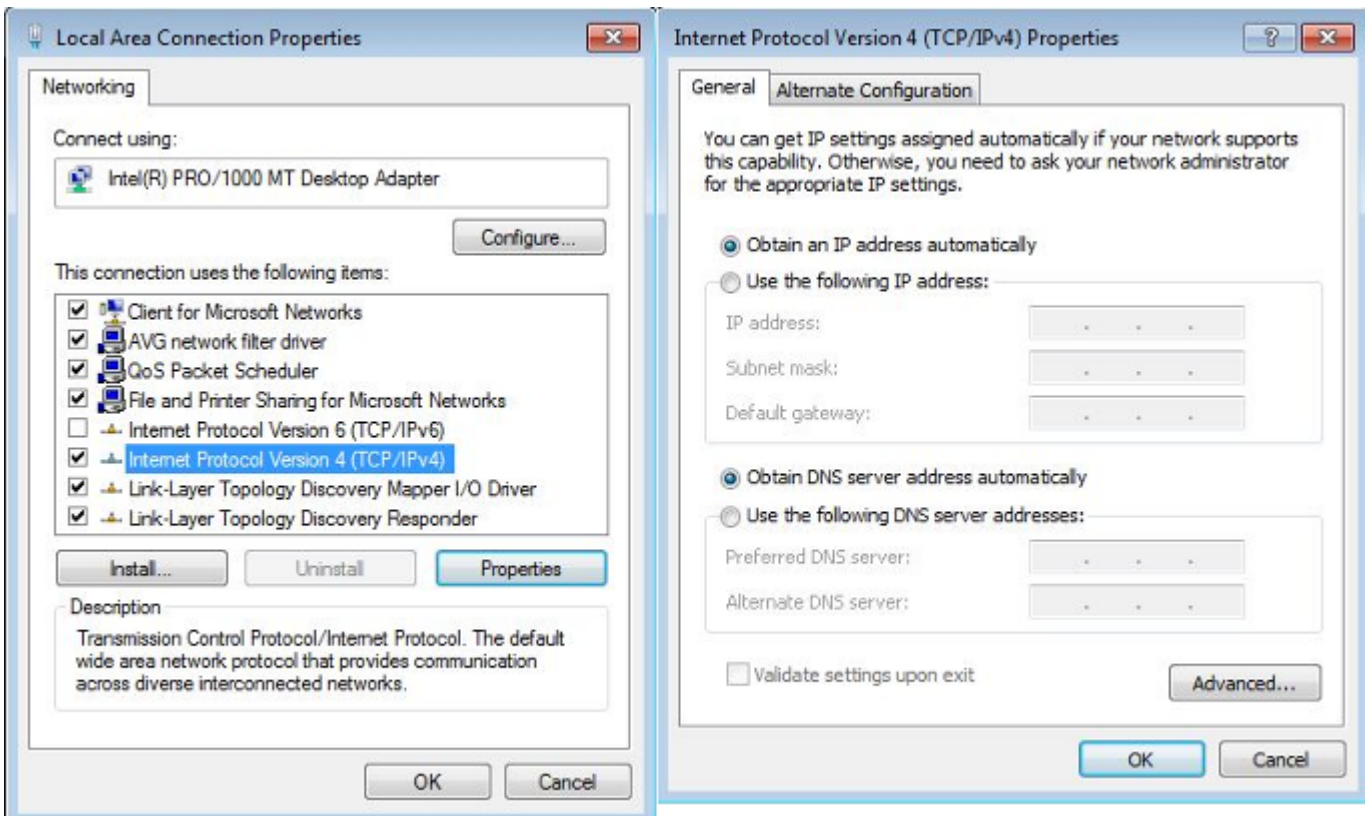 Local Area Connection Properties
Networking
Connect using:
Intel(R) PRO/1000 MT Desktop Adapter
Configure...
This connection uses the following items:
Client for Microsoft Networks
AVG network filter driver
QoS Packet Scheduler
File and Printer Sharing for Microsoft Networks
Internet Protocol Version 6 (TCP/IPv6)
Internet Protocol Version 4 (TCP/IPv4)
Link-Layer Topology Discovery Mapper I/O Driver
Link-Layer Topology Discovery Responder
Install... Uninstall Properties
Description
Transmission Control Protocol/Internet Protocol. The default
wide area network protocol that provides communication
across diverse interconnected networks.
OK Cancel
Internet Protocol Version 4 (TCP/IPv4) Properties
General Alternate Configuration
You can get IP settings assigned automatically if your network supports
this capability. Otherwise, you need to ask your network administrator
for the appropriate IP settings.
Obtain an IP address automatically
Use the following IP address:
IP address: . . .
Subnet mask: . . .
Default gateway: . . .
Obtain DNS server address automatically
Use the following DNS server addresses:
Preferred DNS server: . . .
Alternate DNS server: . . .
Validate settings upon exit
Advanced...
OK Cancel